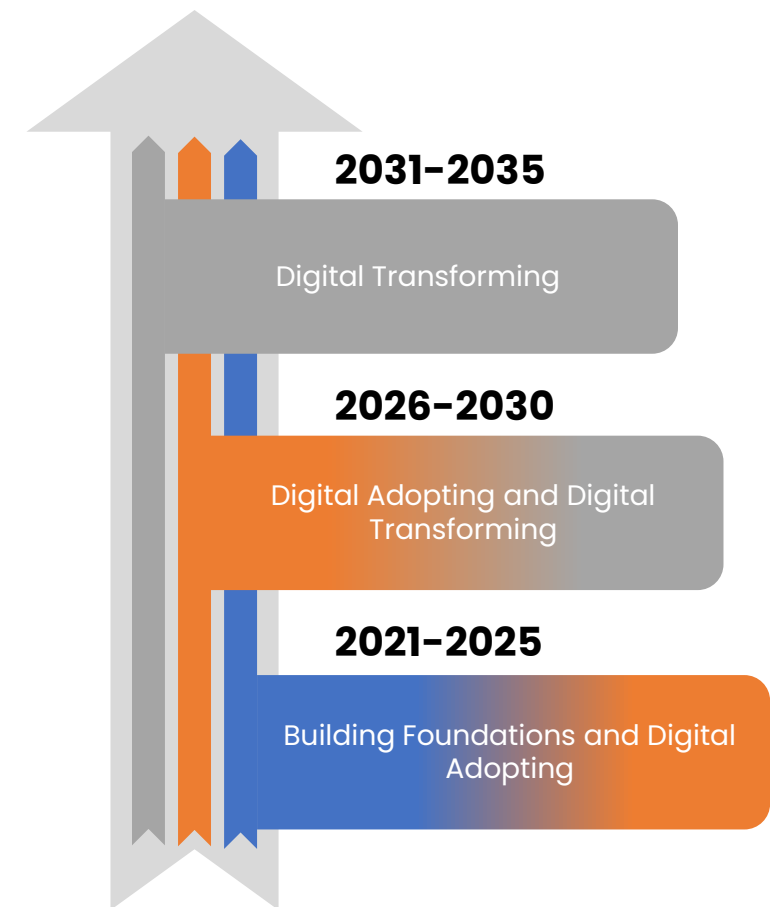 2031-2035
Digital Transforming
2026-2030
Digital Adopting and Digital
Transforming
2021-2025
Building Foundations and Digital
Adopting